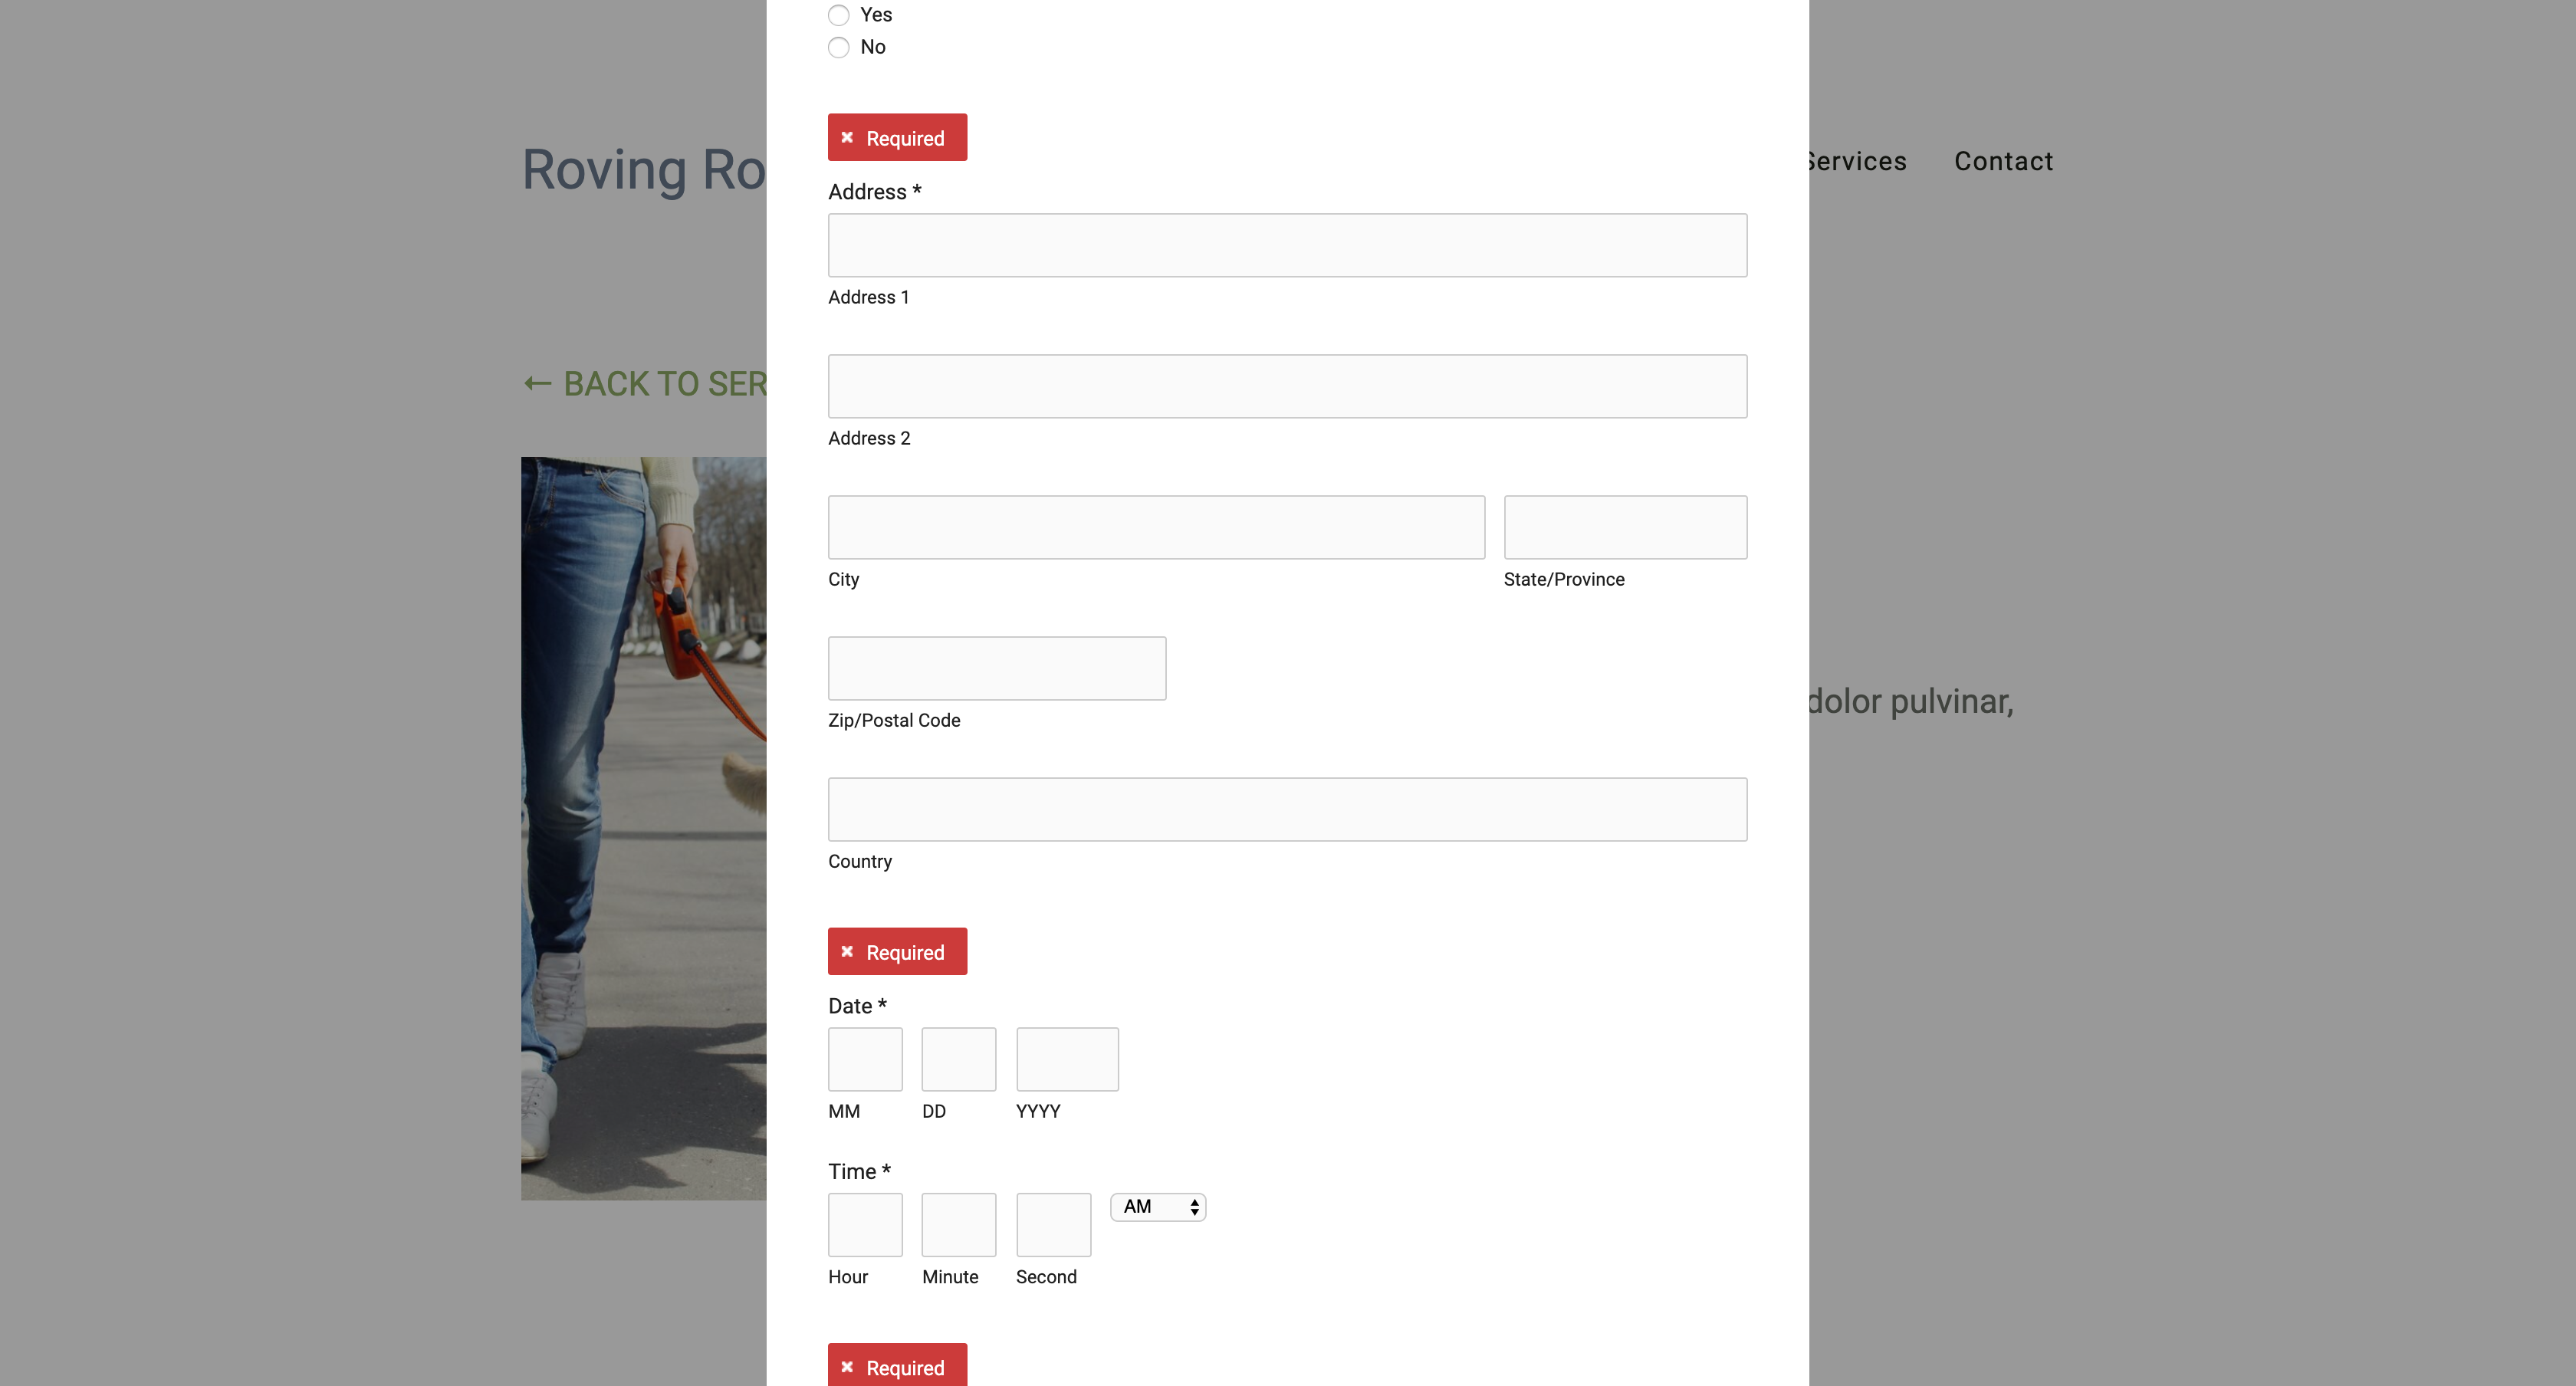 Yes
No
Required
Roving Ro
Services
Contact
Address *
Address 1
← BACK TO SER
Address 2
City
State/Province
Zip/Postal Code
dolor pulvinar,
Country
Required
Date *
MM
DD
YYYY
Time *
AM
Hour
Minute
Second
Required